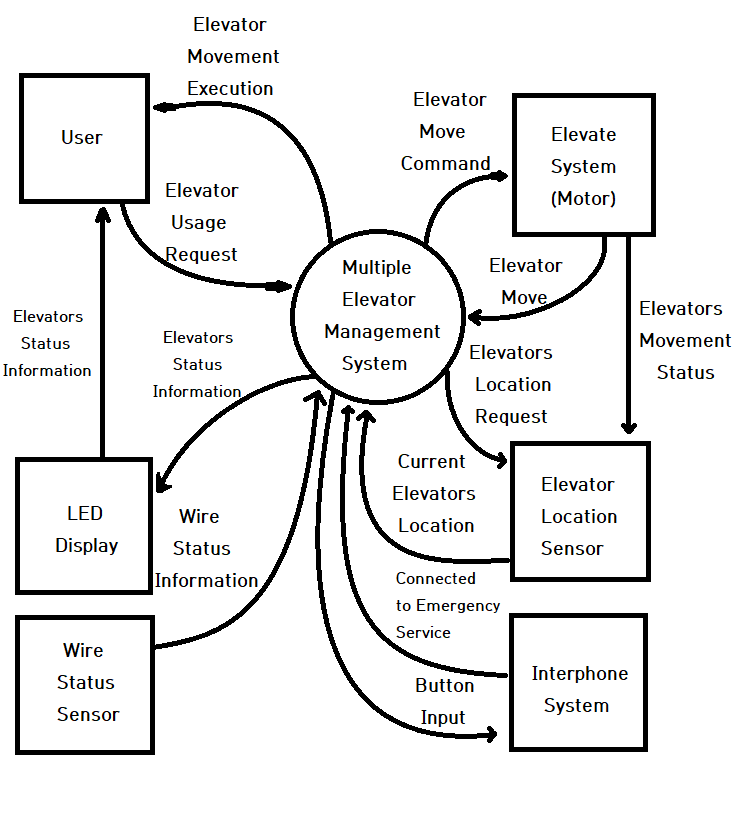 Elevator
Movement
Execution
User
Elevator
Usage
Request
Elevator
Move
Command
Elevate
System
(Motor)
Multiple
Elevator
Management
System
Elevator
Move
Elevators
Movement
Status
Elevators
Status
Information
Elevators
Status
Information
Elevators
Location
Request
LED
Display
Wire
Status
Information
Current
Elevators
Location
Elevator
Location
Sensor
Connected
to Emergency
Service
Wire
Status
Sensor
Button
Input
Interphone
System